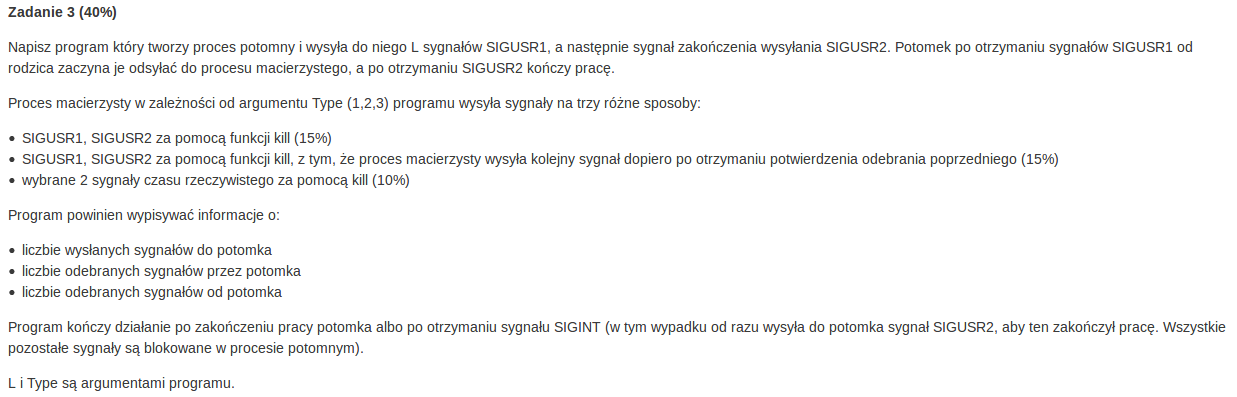 Zadanie 3 (40%)
Napisz program który tworzy proces potomny i wysyła do niego L sygnałów SIGUSR1, a następnie sygnał zakończenia wysyłania SIGUSR2. Potomek po otrzymaniu sygnałów SIGUSR1 od
rodzica zaczyna je odsyłać do procesu macierzystego, a po otrzymaniu SIGUSR2 kończy pracę.
Proces macierzysty w zależności od argumentu Type (1,2,3) programu wysyła sygnały na trzy różne sposoby:
• SIGUSR1, SIGUSR2 za pomocą funkcji kill (15%)
• SIGUSR1, SIGUSR2 za pomocą funkcji kill, z tym, że proces macierzysty wysyła kolejny sygnał dopiero po otrzymaniu potwierdzenia odebrania poprzedniego (15%)
• wybrane 2 sygnały czasu rzeczywistego za pomocą kill (10%)
Program powinien wypisywać informacje o:
• liczbie wysłanych sygnałów do potomka
• liczbie odebranych sygnałów przez potomka
• liczbie odebranych sygnałów od potomka
Program kończy działanie po zakończeniu pracy potomka albo po otrzymaniu sygnału SIGINT (w tym wypadku od razu wysyła do potomka sygnał SIGUSR2, aby ten zakończył pracę. Wszystkie
pozostałe sygnały są blokowane w procesie potomnym).
L i Type są argumentami programu.